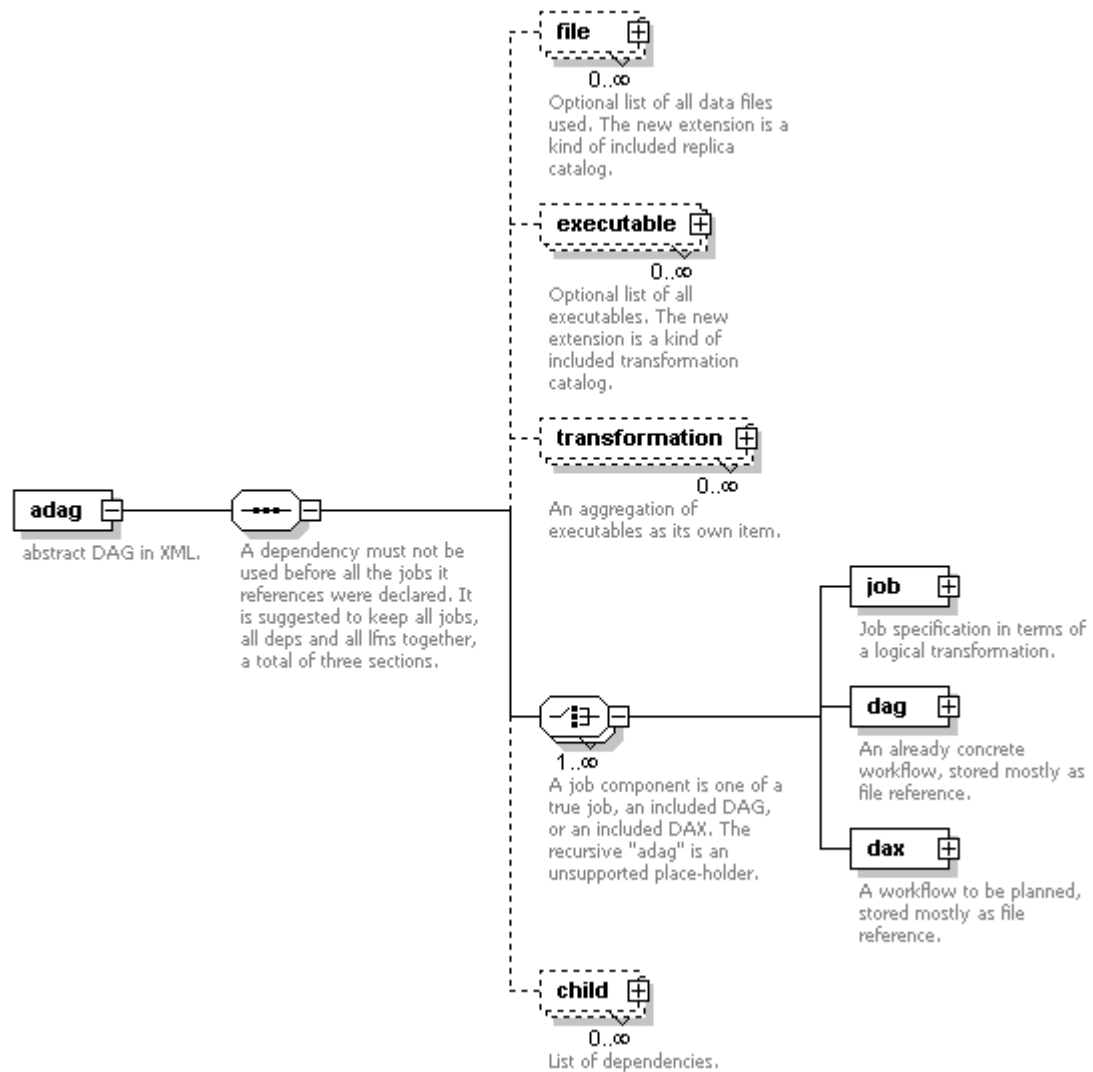 file
0..∞
Optional list of all data files
used. The new extension is a
kind of included replica
catalog.
executable
0..∞
Optional list of all
executables. The new
extension is a kind of
included transformation
catalog.
transformation
0..∞
An aggregation of
executables as its own item.
adag
abstract DAG in XML.
A dependency must not be
used before all the jobs it
references were declared. It
is suggested to keep all jobs,
all deps and all lfns together,
a total of three sections.
1..∞
A job component is one of a
true job, an included DAG,
or an included DAX. The
recursive "adag" is an
unsupported place-holder.
job
Job specification in terms of
a logical transformation.
dag
An already concrete
workflow, stored mostly as
file reference.
dax
A workflow to be planned,
stored mostly as file
reference.
child
0..∞
List of dependencies.